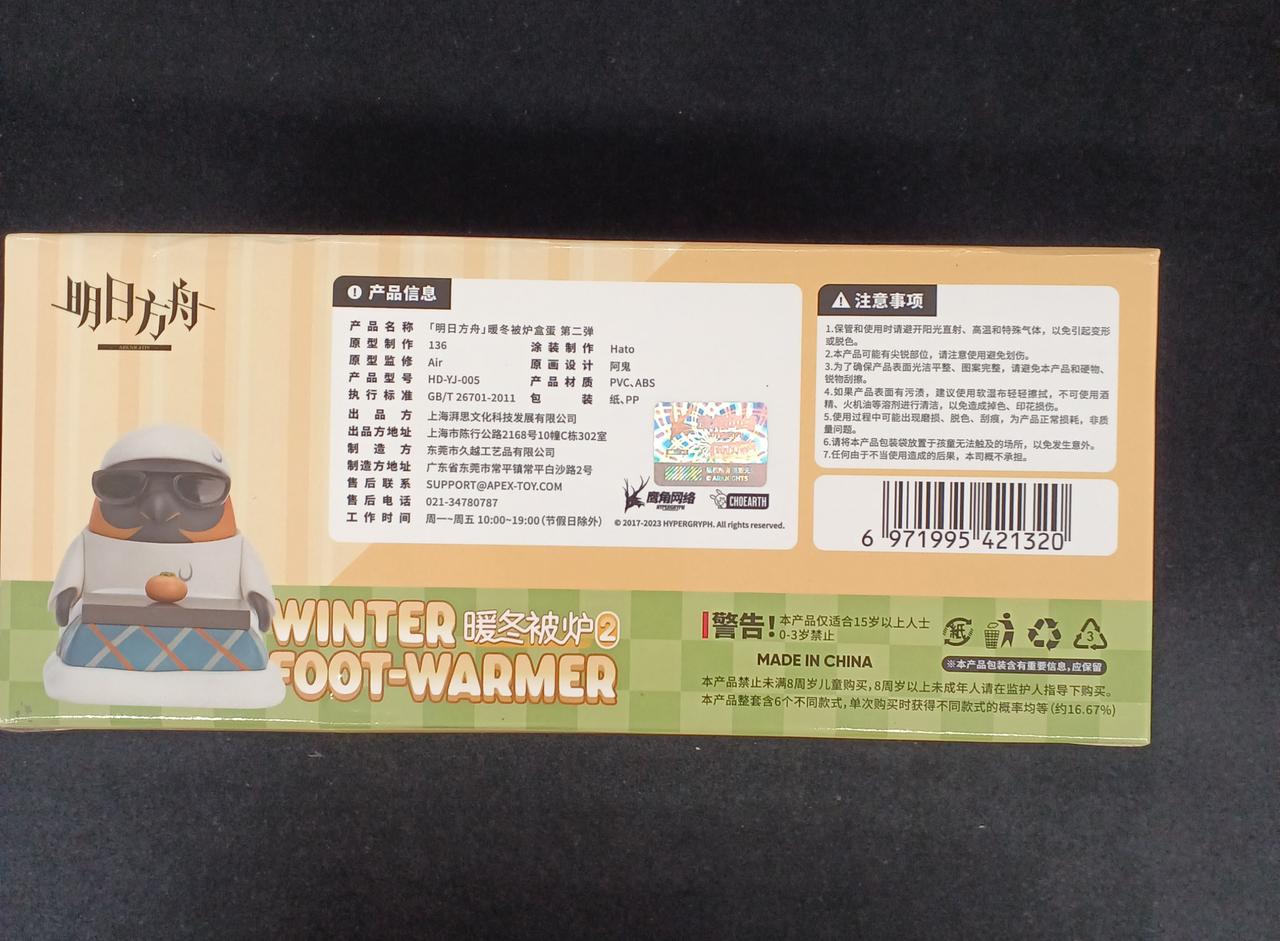 明日方舟
ARKNIGHTS
产品信息
产品名称 「明日方舟」暖冬被炉盒蛋 第二弹
原型制作 136 涂装制作 Hato
原型监修 Air 原画设计 阿鬼
产品型号 HD-YJ-005 产品材质 PVC、ABS
执行标准 GB/T 26701-2011 包装 纸、PP
出品方 上海湃思文化科技发展有限公司
出品方地址 上海市陈行公路2168号10幢C栋302室
制造方 东莞市久越工艺品有限公司
制造方地址 广东省东莞市常平镇常平白沙路2号
售后联系 SUPPORT@APEX-TOY.COM
售后电话 021-34780787
工作时间 周一~周五 10:00~19:00(节假日除外)
©ARKNIGHTS
鹰角网络
HYPERGRYPH
CHOEARTH
© 2017-2023 HYPERGRYPH. All rights reserved.
注意事项
1.保管和使用时请避开阳光直射、高温和特殊气体，以免引起变形
或脱色。
2.本产品可能有尖锐部位，请注意使用避免划伤。
3.为了确保产品表面光洁平整、图案完整，请避免本产品和硬物、
锐物刮擦。
4.如果产品表面有污渍，建议使用软湿布轻轻擦拭，不可使用酒
精、火机油等溶剂进行清洁，以免造成掉色、印花损伤。
5.使用过程中可能出现磨损、脱色、刮痕，为产品正常损耗，非质
量问题。
6.请将本产品包装袋放置于孩童无法触及的场所，以免发生意外。
7.任何由于不当使用造成的后果，本司概不承担。
6 971995 421320
WINTER 暖冬被炉2
FOOT-WARMER
警告! 本产品仅适合15岁以上人士
0-3岁禁止
MADE IN CHINA
紙
3
※本产品包装含有重要信息，应保留
本产品禁止未满8周岁儿童购买，8周岁以上未成年人请在监护人指导下购买。
本产品整套含6个不同款式，单次购买时获得不同款式的概率均等(约16.67%)